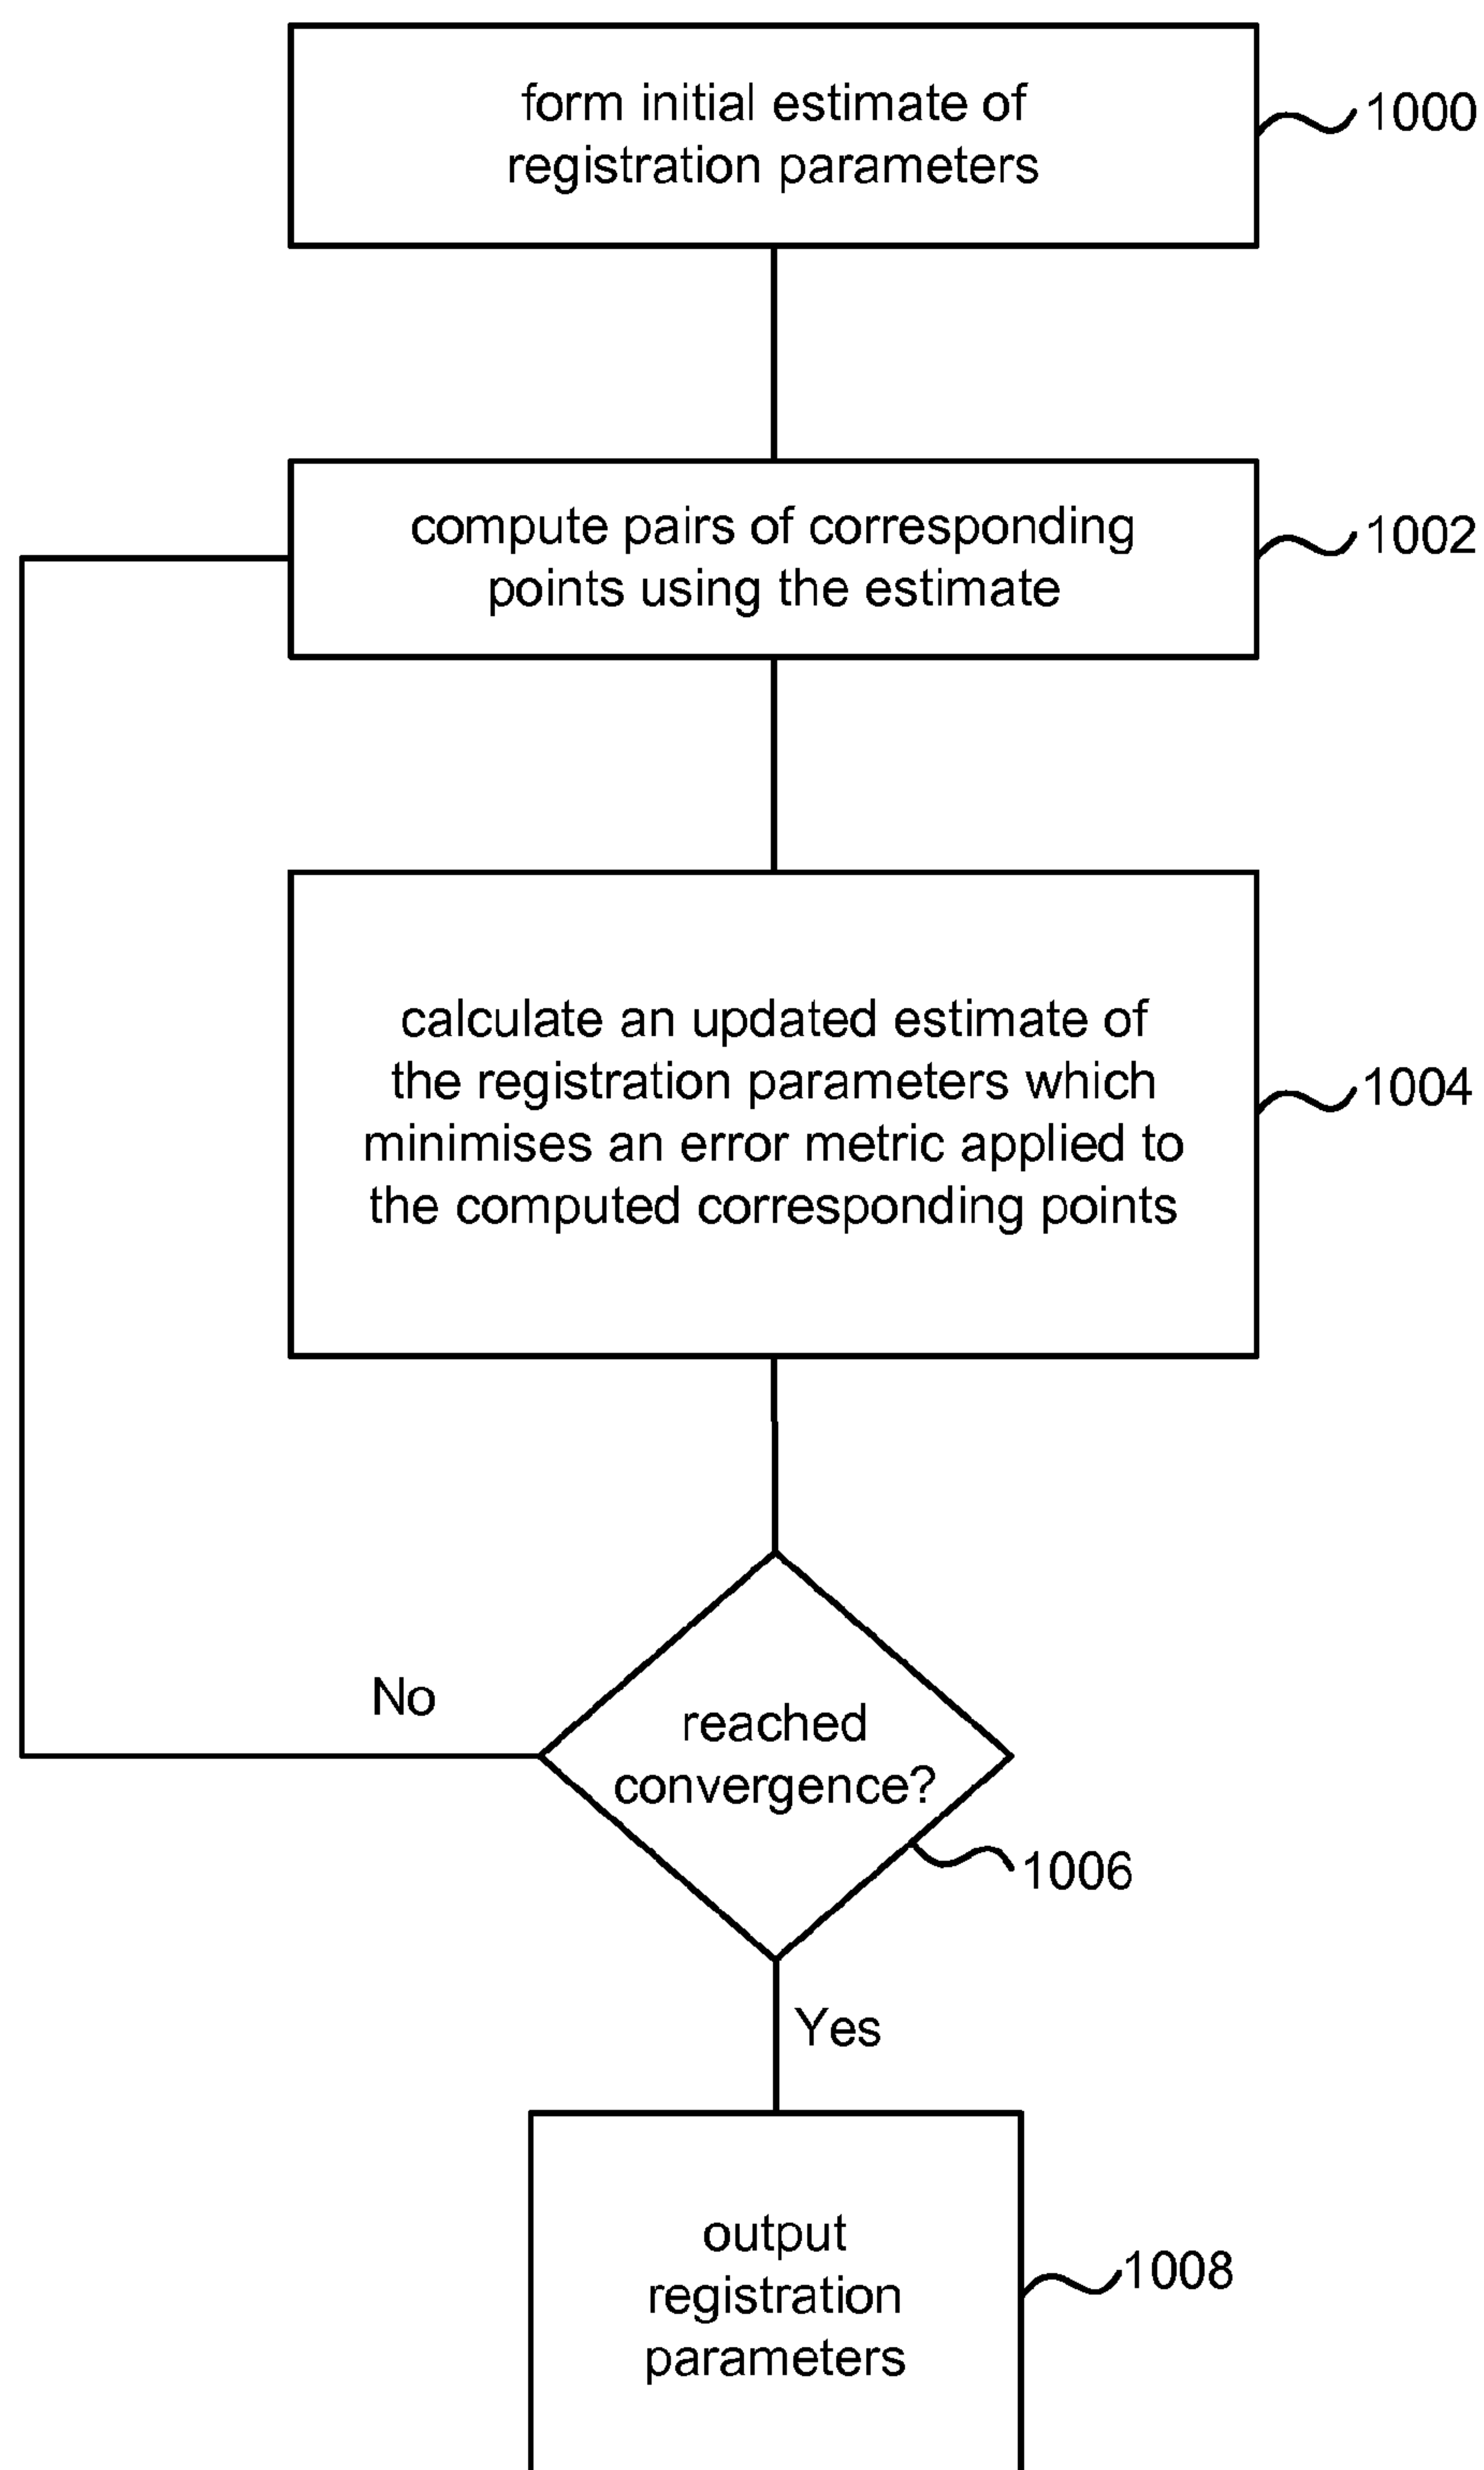 form initial estimate of
registration parameters
1000
compute pairs of corresponding
points using the estimate
1002
calculate an updated estimate of
the registration parameters which
minimises an error metric applied to
the computed corresponding points
1004
No
reached
convergence?
1006
Yes
output
registration
parameters
1008